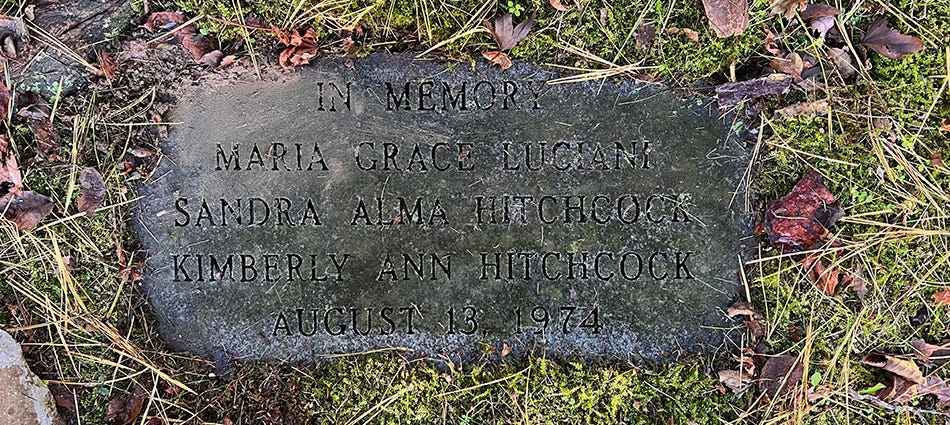 IN MEMORY
MARIA GRACE LUCIANI
SANDRA ALMA HITCHCOCK
KIMBERLY ANN HITCHCOCK
AUGUST 13, 1974